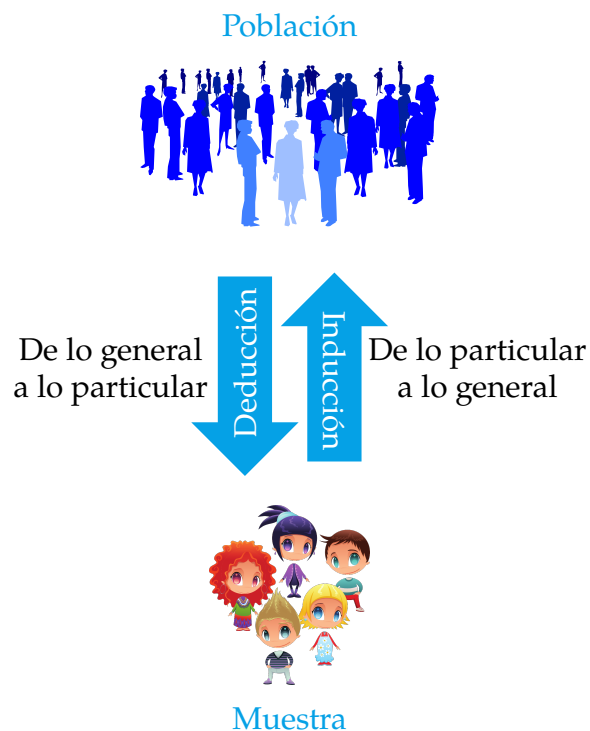 Población
De lo general
a lo particular
Deducción
Inducción
De lo particular
a lo general
Muestra